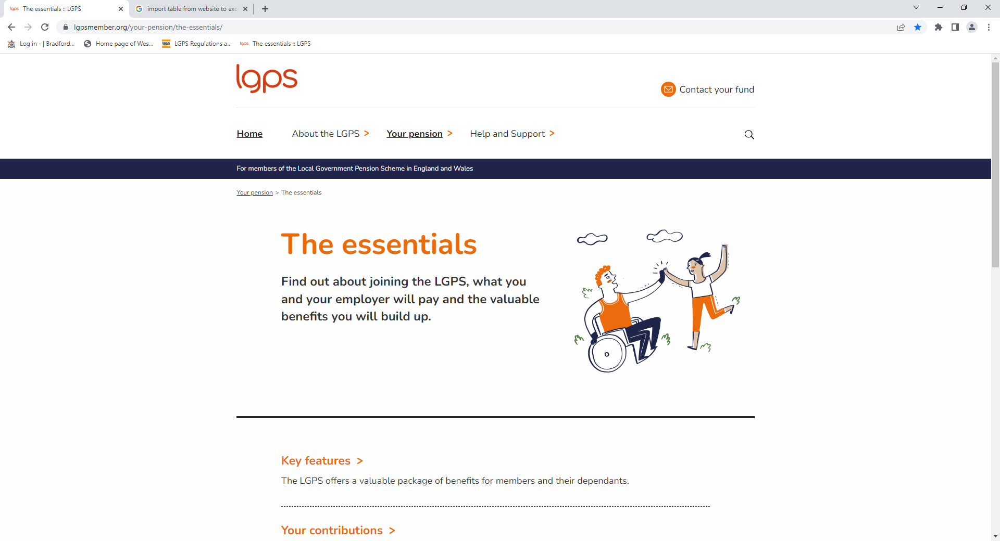 lgps The essentials :: LGPS
import table from website to exc
lgpsmember.org/your-pension/the-essentials/
Log in - | Bradford...
Home page of Wes...
lgps LGPS Regulations a...
lgps The essentials :: LGPS
lgps
Contact your fund
Home
About the LGPS >
Your pension >
Help and Support >
For members of the Local Government Pension Scheme in England and Wales
Your pension > The essentials
The essentials
Find out about joining the LGPS, what you
and your employer will pay and the valuable
benefits you will build up.
Key features >
The LGPS offers a valuable package of benefits for members and their dependants.
Your contributions >